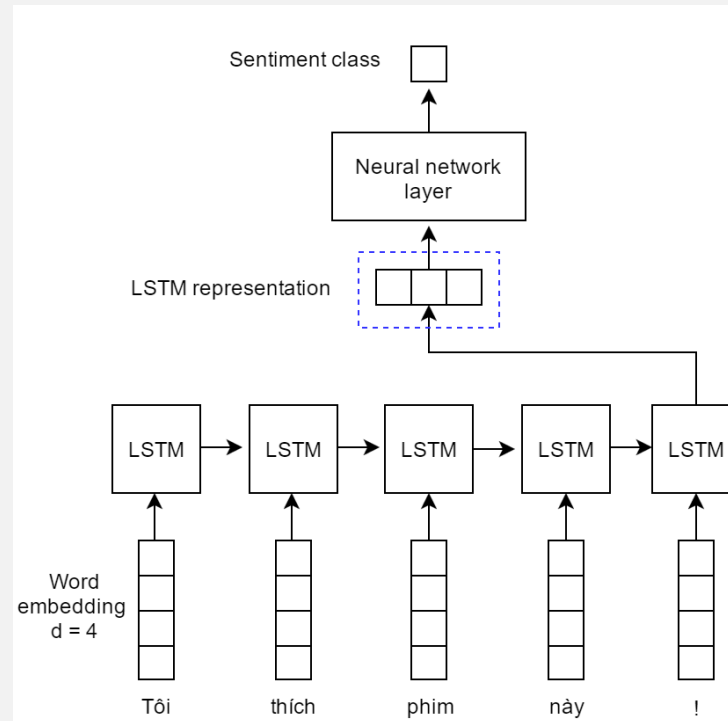 Sentiment class
Neural network
layer
LSTM representation
LSTM LSTM LSTM LSTM LSTM
Word
embedding
d = 4
Tôi thích phim này !